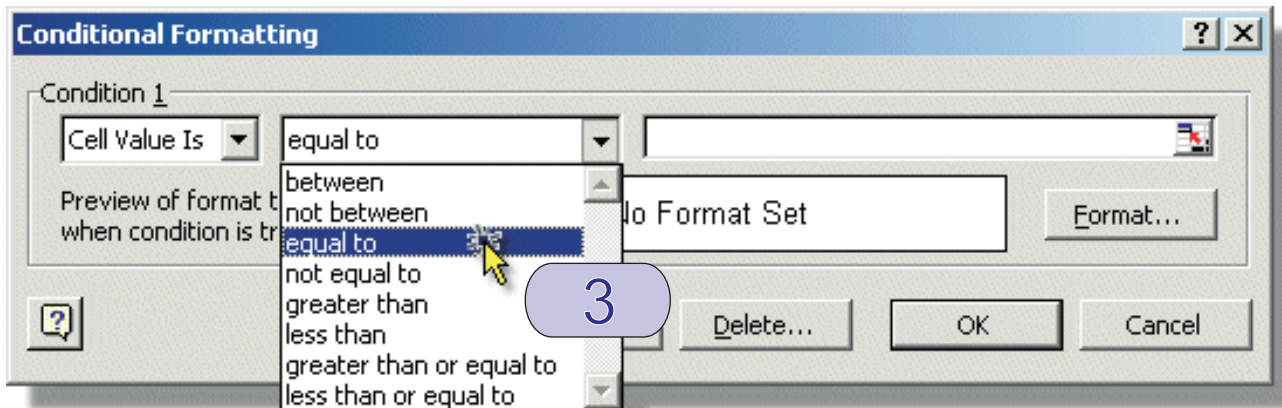 Conditional Formatting
Condition 1
Cell Value Is
equal to
Preview of format t
when condition is tr
between
not between
equal to
not equal to
greater than
less than
greater than or equal to
less than or equal to
No Format Set
Format...
3
Delete...
OK
Cancel